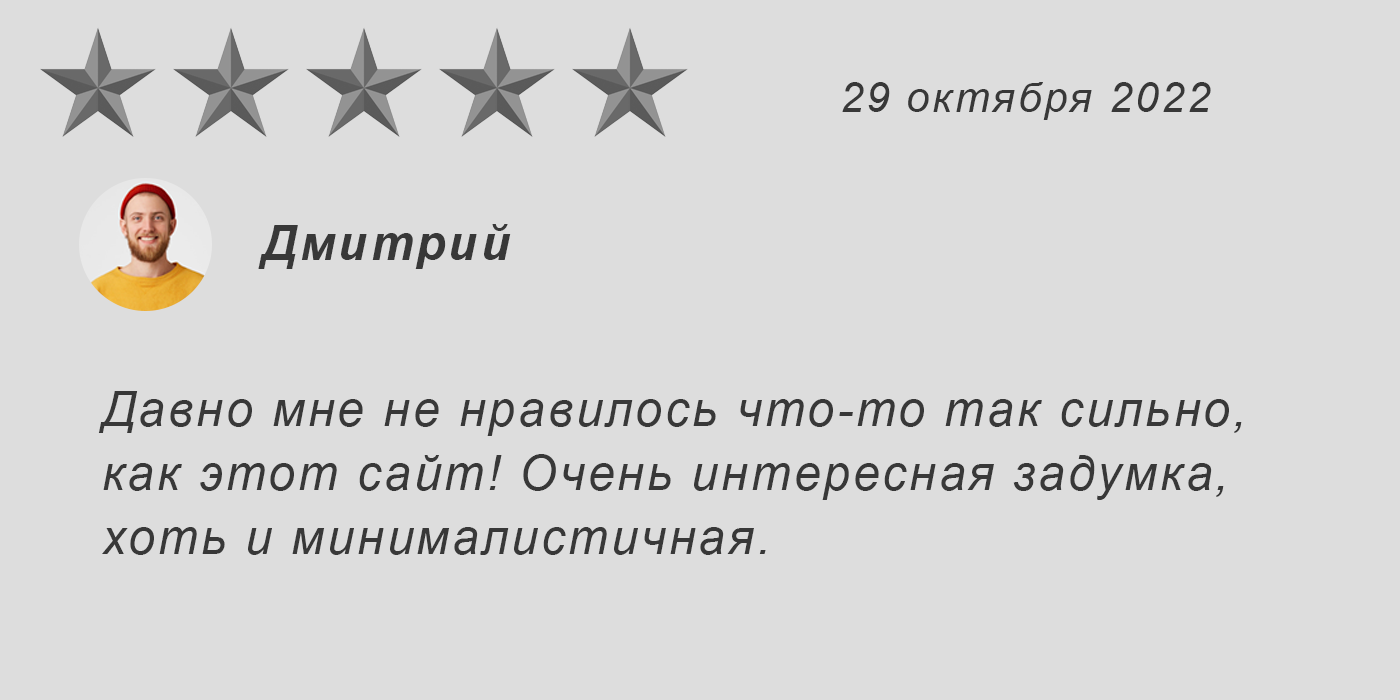 29 октября 2022
Дмитрий
Давно мне не нравилось что-то так сильно,
как этот сайт! Очень интересная задумка,
хоть и минималистичная.